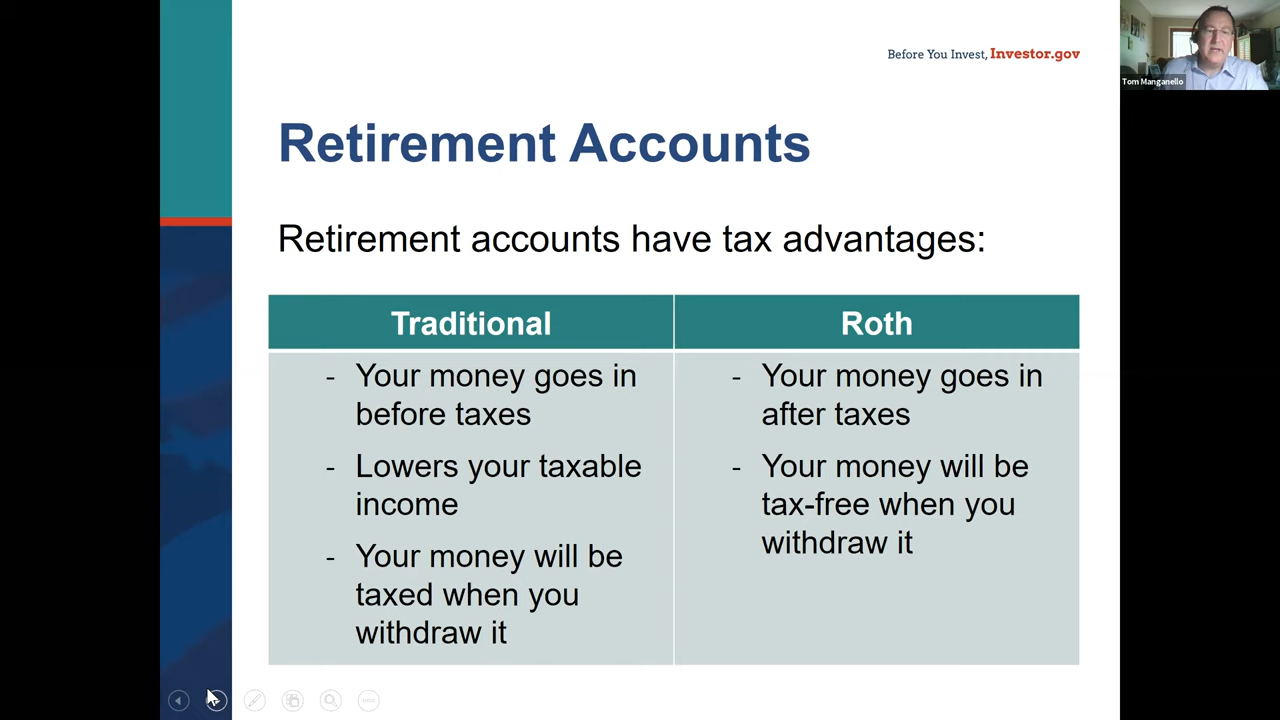 Before You Invest, Investor.gov
Tom Manganello
Retirement Accounts
Retirement accounts have tax advantages:
Traditional
Roth
- Your money goes in
before taxes
- Lowers your taxable
income
- Your money will be
taxed when you
withdraw it
- Your money goes in
after taxes
- Your money will be
tax-free when you
withdraw it